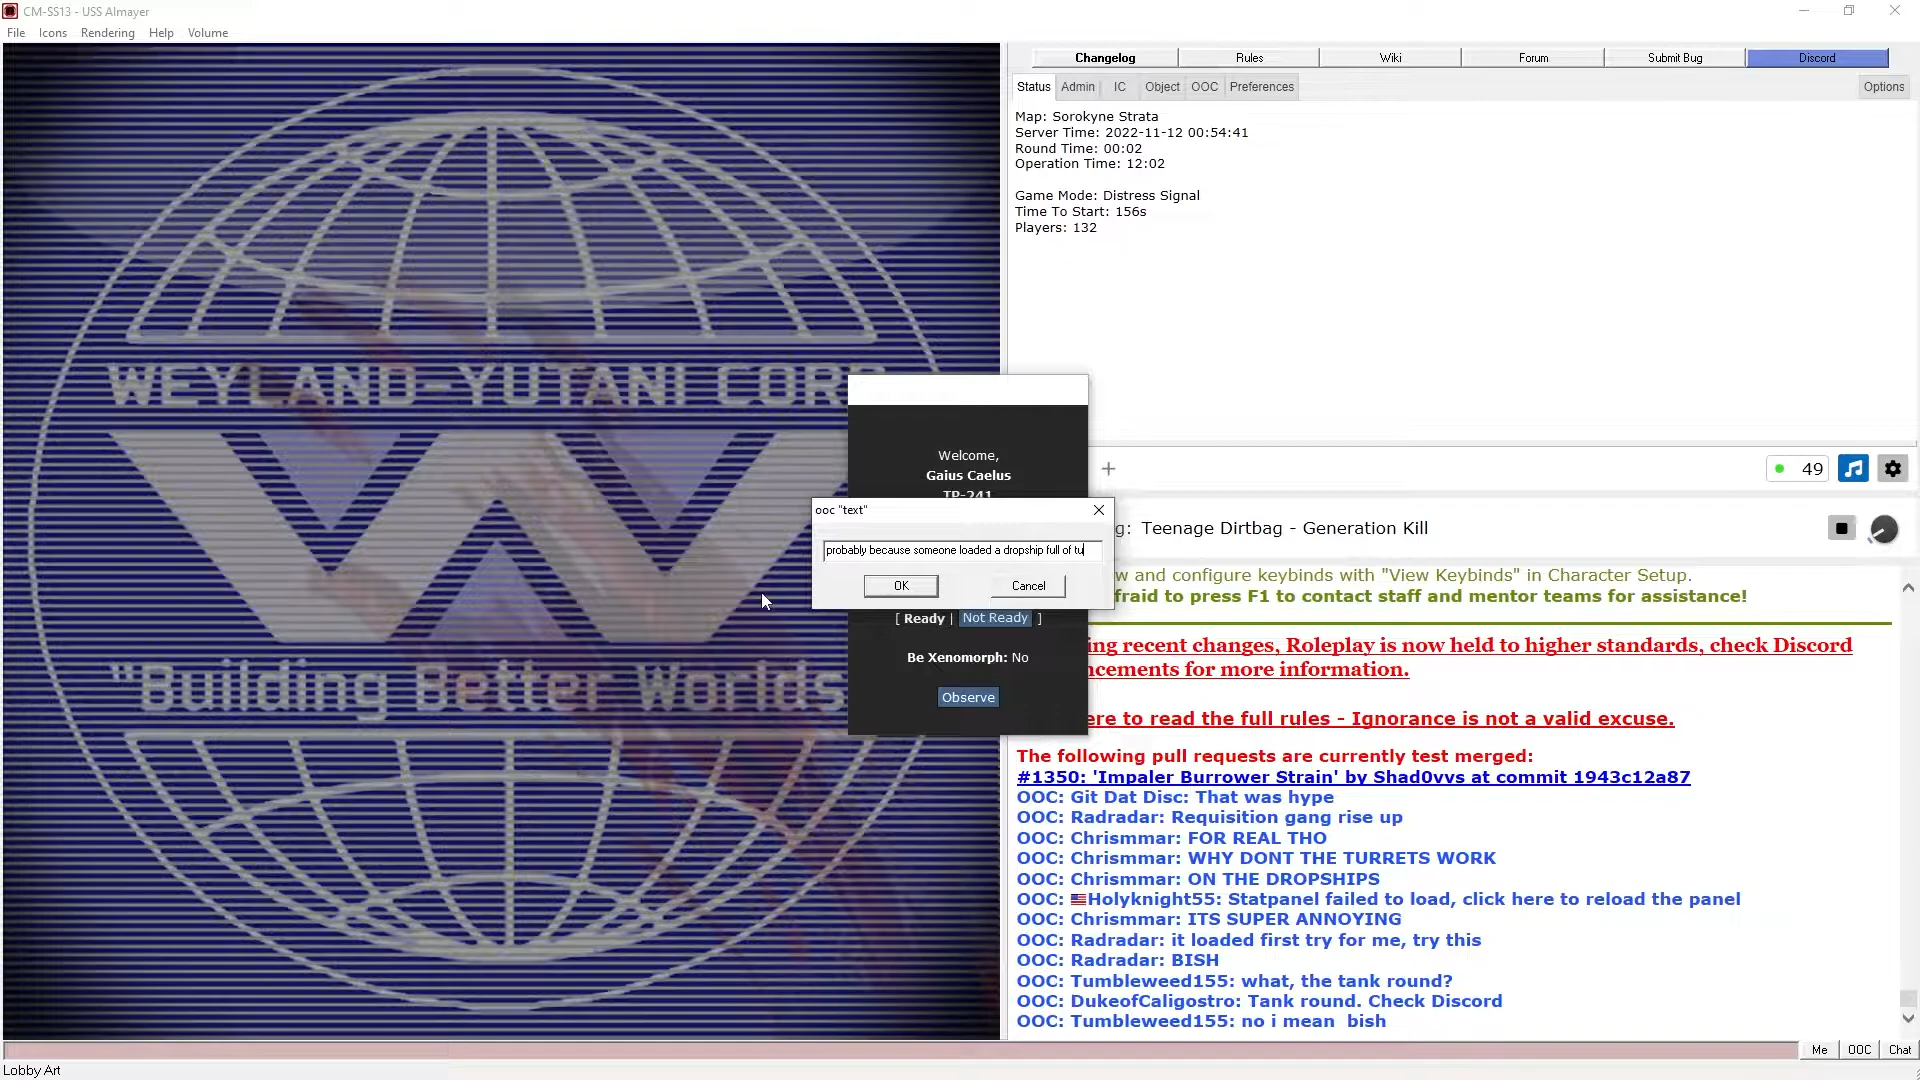 CM-SS13 - USS Almayer
File Icons Rendering Help Volume
Changelog Rules Wiki Forum Submit Bug Discord
Status Admin IC Object OOC Preferences Options
Map: Sorokyne Strata
Server Time: 2022-11-12 00:54:41
Round Time: 00:02
Operation Time: 12:02
Game Mode: Distress Signal
Time To Start: 156s
Players: 132
WEYLAND-YUTANI CORP
"Building Better Worlds
Welcome,
Gaius Caelus
TP-241
ooc "text"
probably because someone loaded a dropship full of tu
OK Cancel
[ Ready | Not Ready ]
Be Xenomorph: No
Observe
+ 49
g: Teenage Dirtbag - Generation Kill
w and configure keybinds with "View Keybinds" in Character Setup.
fraid to press F1 to contact staff and mentor teams for assistance!
ing recent changes, Roleplay is now held to higher standards, check Discord
ncements for more information.
ere to read the full rules - Ignorance is not a valid excuse.
The following pull requests are currently test merged:
#1350: 'Impaler Burrower Strain' by Shad0vvs at commit 1943c12a87
OOC: Git Dat Disc: That was hype
OOC: Radradar: Requisition gang rise up
OOC: Chrismmar: FOR REAL THO
OOC: Chrismmar: WHY DONT THE TURRETS WORK
OOC: Chrismmar: ON THE DROPSHIPS
OOC: Holyknight55: Statpanel failed to load, click here to reload the panel
OOC: Chrismmar: ITS SUPER ANNOYING
OOC: Radradar: it loaded first try for me, try this
OOC: Radradar: BISH
OOC: Tumbleweed155: what, the tank round?
OOC: DukeofCaligostro: Tank round. Check Discord
OOC: Tumbleweed155: no i mean  bish
Me OOC Chat
Lobby Art